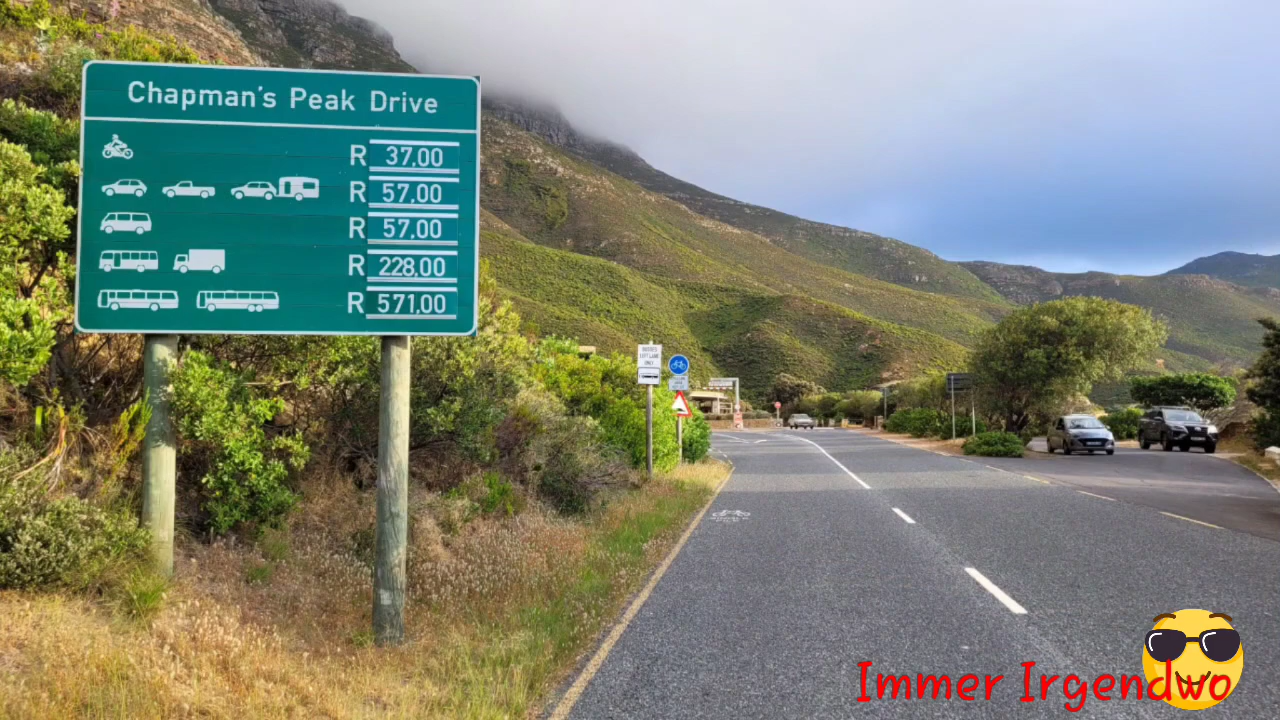 Chapman's Peak Drive
R 37,00
R 57,00
R 57,00
R 228,00
R 571,00
Immer Irgendwo